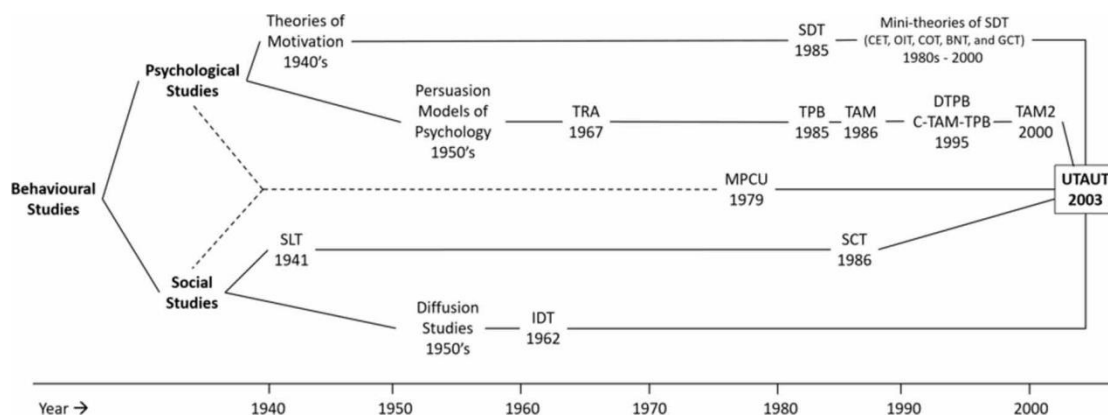 Theories of
Motivation
1940's
SDT
1985
Mini-theories of SDT
(CET, OIT, COT, BNT, and GCT)
1980s - 2000
Psychological
Studies
Persuasion
Models of
Psychology
1950's
TRA
1967
TPB
1985
TAM
1986
DTPB
C-TAM-TPB
1995
TAM2
2000
Behavioural
Studies
MPCU
1979
UTAUT
2003
SLT
1941
SCT
1986
Social
Studies
Diffusion
Studies
1950's
IDT
1962
Year → 1940 1950 1960 1970 1980 1990 2000